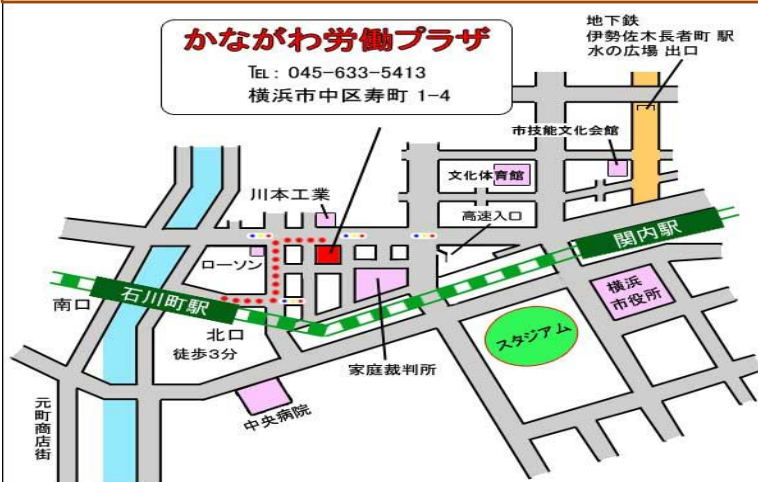 かながわ労働プラザ
TEL: 045-633-5413
横浜市中区寿町 1-4
地下鉄
伊勢佐木長者町 駅
水の広場 出口
市技能文化会館
文化体育館
川本工業
高速入口
関内駅
ローソン
石川町駅
横浜
市役所
南口
北口
徒歩3分
スタジアム
家庭裁判所
元町商店街
中央病院